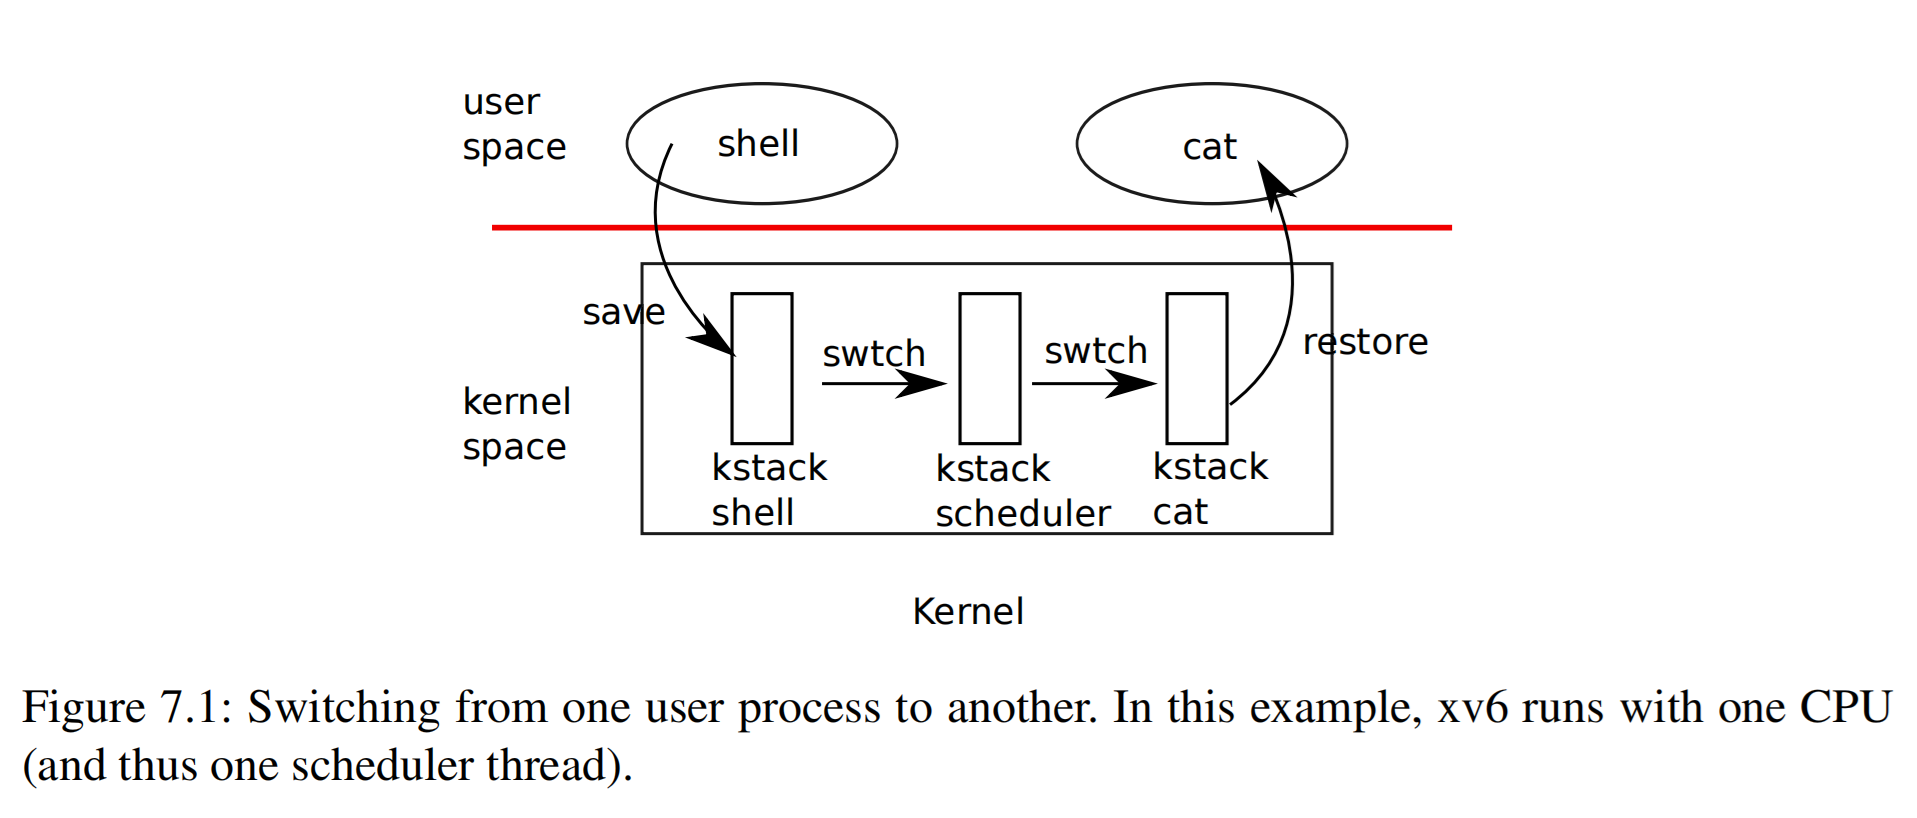 user
space
shell
cat
save
swtch
swtch
restore
kernel
space
kstack
shell
kstack
scheduler
kstack
cat
Kernel
Figure 7.1: Switching from one user process to another. In this example, xv6 runs with one CPU
(and thus one scheduler thread).